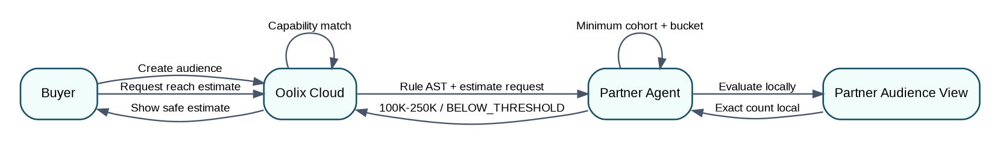 Capability match
Minimum cohort + bucket
Create audience
Buyer
Request reach estimate
Oolix Cloud
Rule AST + estimate request
Partner Agent
Evaluate locally
Partner Audience View
Show safe estimate
100K-250K / BELOW_THRESHOLD
Exact count local